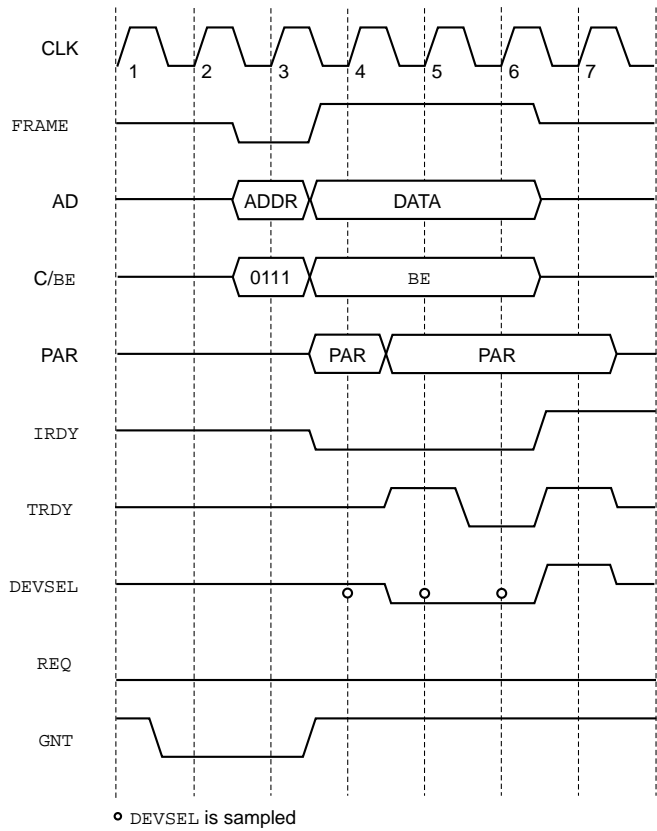 CLK
1 2 3 4 5 6 7
FRAME
AD ADDR DATA
C/BE 0111 BE
PAR PAR PAR
IRDY
TRDY
DEVSEL
REQ
GNT
DEVSEL is sampled